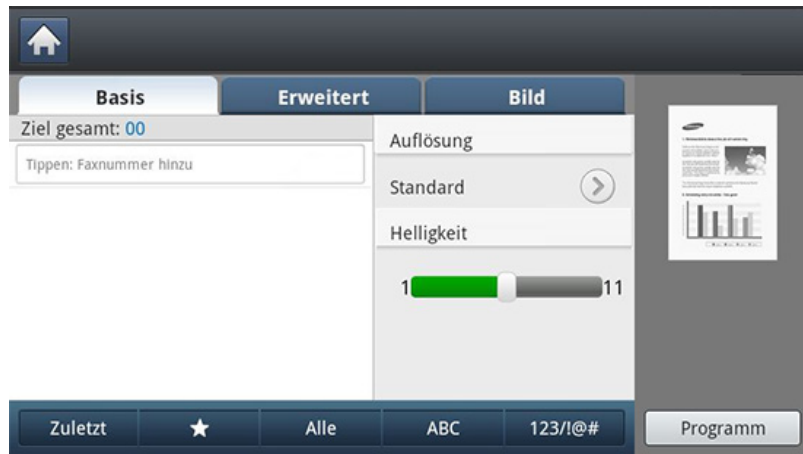 Basis
Erweitert
Bild
Ziel gesamt: 00
Tippen: Faxnummer hinzu
Auflösung
Standard
Helligkeit
1
11
Zuletzt
★
Alle
ABC
123/!@#
Programm